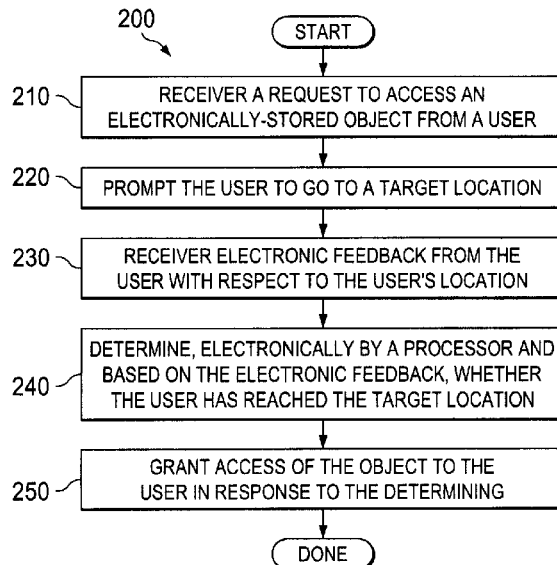 200
START
210
RECEIVER A REQUEST TO ACCESS AN
ELECTRONICALLY-STORED OBJECT FROM A USER
220
PROMPT THE USER TO GO TO A TARGET LOCATION
230
RECEIVER ELECTRONIC FEEDBACK FROM THE
USER WITH RESPECT TO THE USER'S LOCATION
240
DETERMINE, ELECTRONICALLY BY A PROCESSOR AND
BASED ON THE ELECTRONIC FEEDBACK, WHETHER
THE USER HAS REACHED THE TARGET LOCATION
250
GRANT ACCESS OF THE OBJECT TO THE
USER IN RESPONSE TO THE DETERMINING
DONE